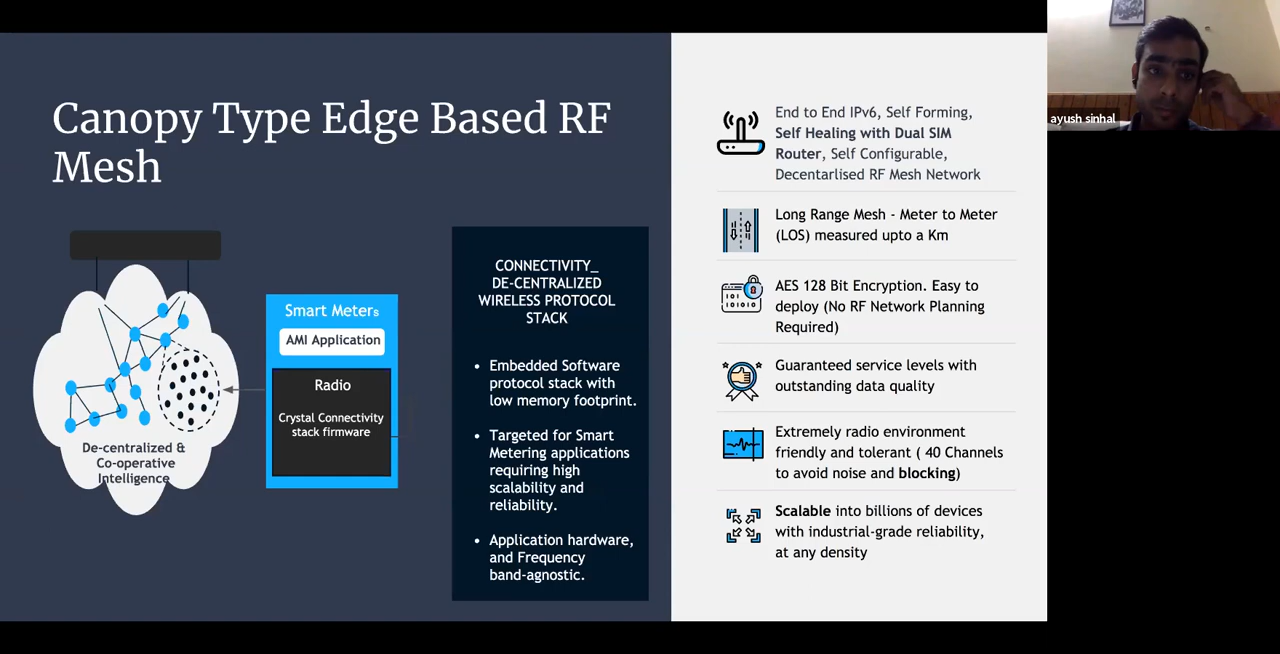 Canopy Type Edge Based RF
Mesh
De-centralized &
Co-operative
Intelligence
Smart Meters
AMI Application
Radio
Crystal Connectivity
stack firmware
CONNECTIVITY_
DE-CENTRALIZED
WIRELESS PROTOCOL
STACK
• Embedded Software
protocol stack with
low memory footprint.
• Targeted for Smart
Metering applications
requiring high
scalability and
reliability.
• Application hardware,
and Frequency
band-agnostic.
End to End IPv6, Self Forming,
Self Healing with Dual SIM
Router, Self Configurable,
Decentarlised RF Mesh Network
Long Range Mesh - Meter to Meter
(LOS) measured upto a Km
AES 128 Bit Encryption. Easy to
deploy (No RF Network Planning
Required)
Guaranteed service levels with
outstanding data quality
Extremely radio environment
friendly and tolerant ( 40 Channels
to avoid noise and blocking)
Scalable into billions of devices
with industrial-grade reliability,
at any density
ayush sinhal